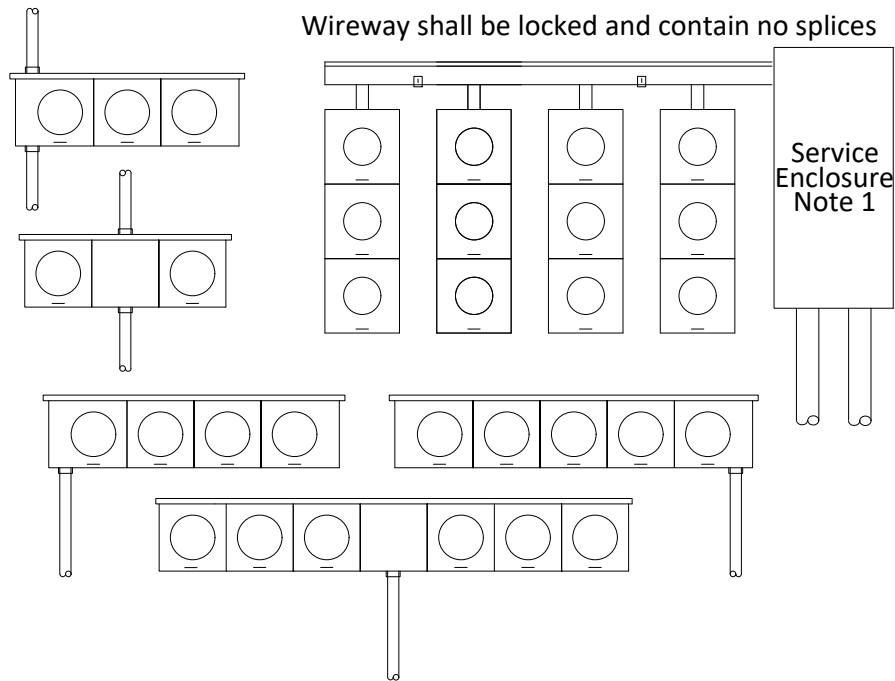 Wireway shall be locked and contain no splices
Service
Enclosure
Note 1